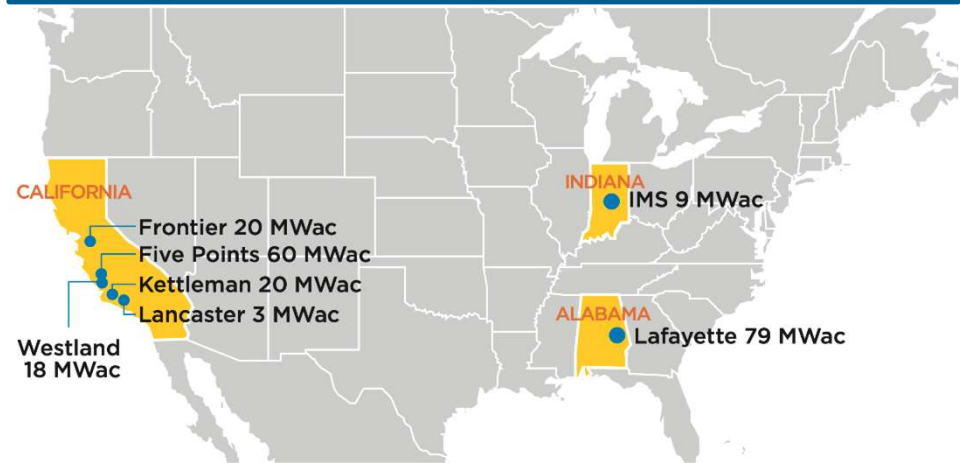 CALIFORNIA
Frontier 20 MWac
Five Points 60 MWac
Kettleman 20 MWac
Lancaster 3 MWac
Westland
18 MWac
INDIANA
IMS 9 MWac
ALABAMA
Lafayette 79 MWac